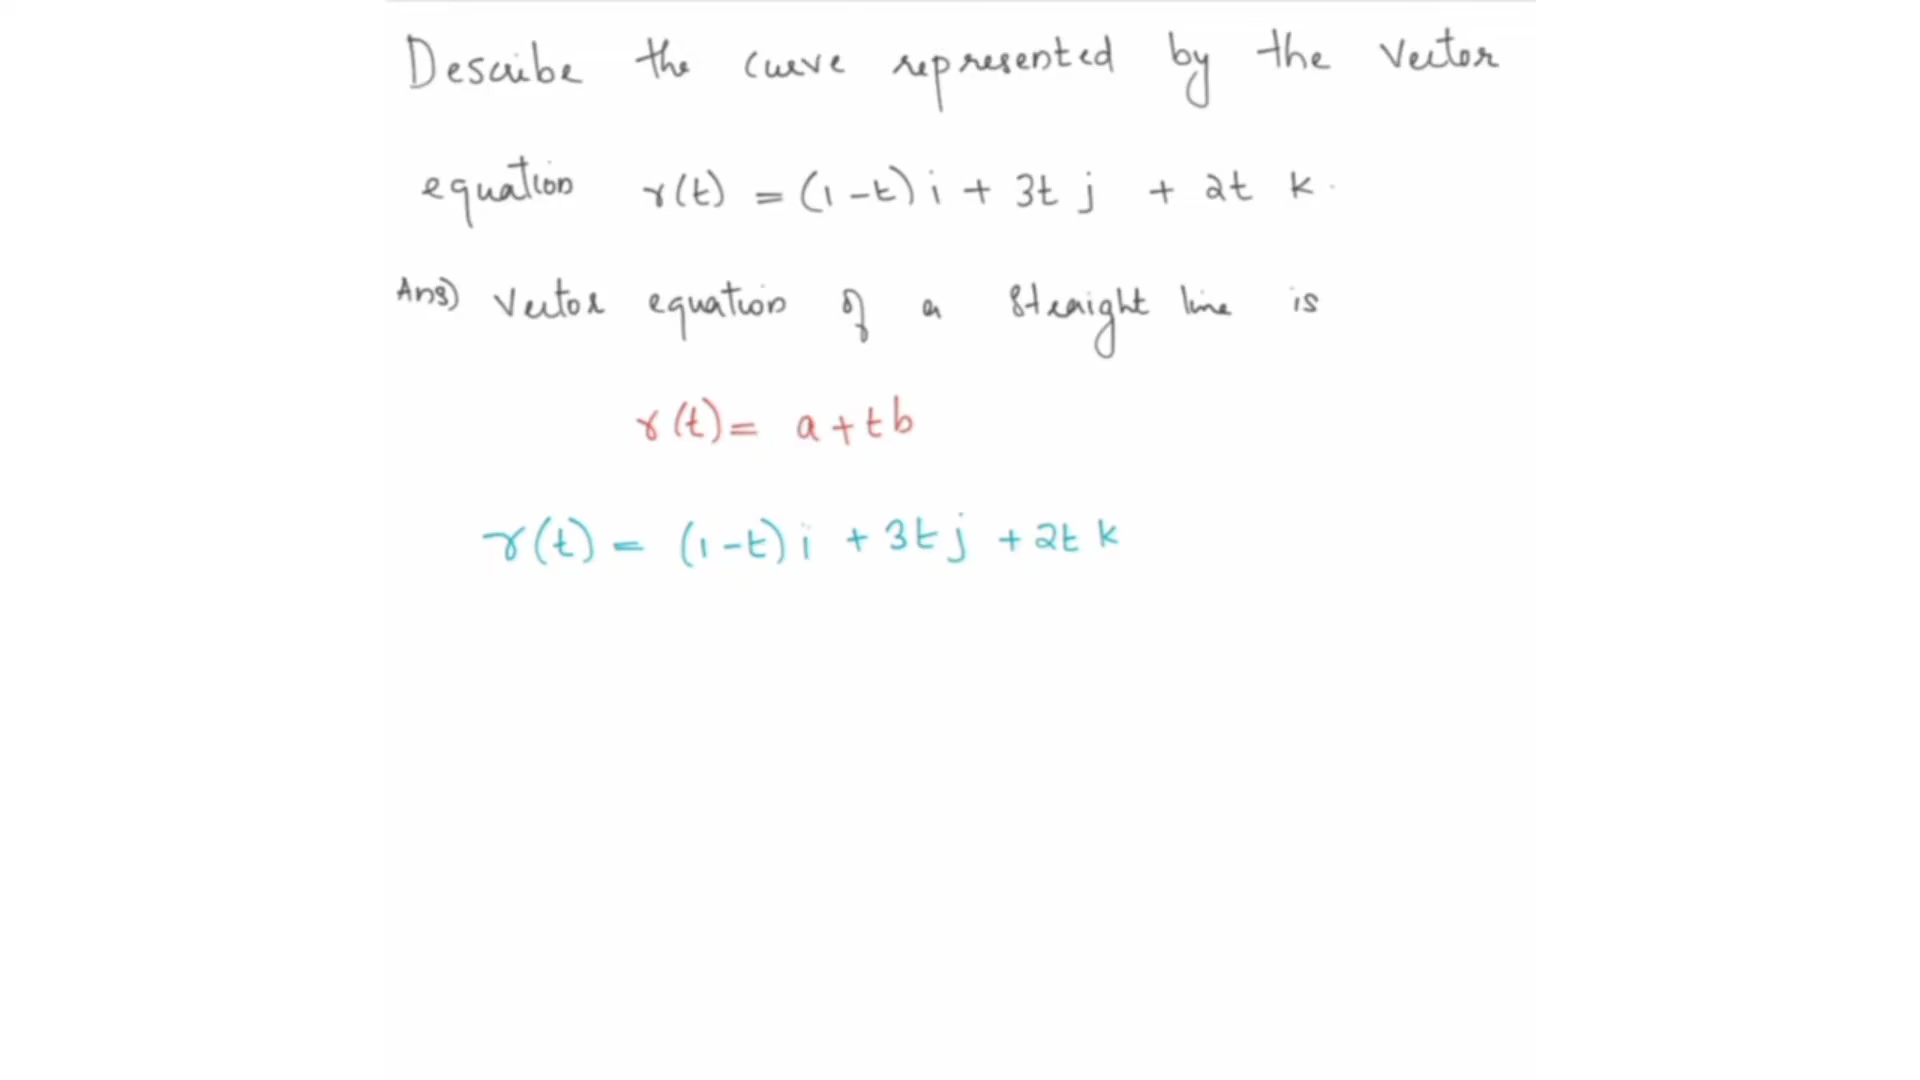 Describe the curve represented by the vector
equation r(t) = (1-t) i + 3t j + 2t k.
Ans) Vector equation of a straight line is
r(t) = a + t b
r(t) = (1-t) i + 3t j + 2t k